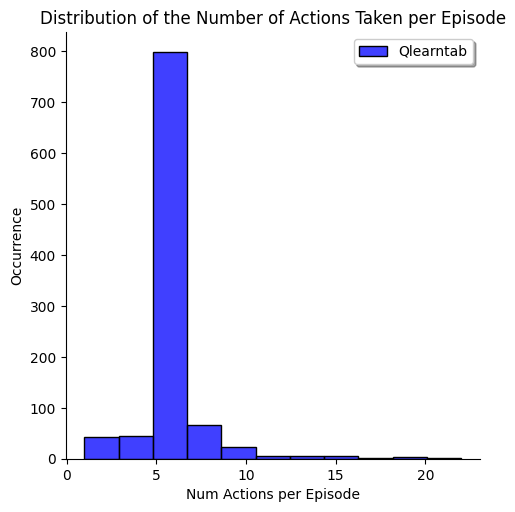 Distribution of the Number of Actions Taken per Episode
Qlearntab
Occurrence
800
700
600
500
400
300
200
100
0
0 5 10 15 20
Num Actions per Episode